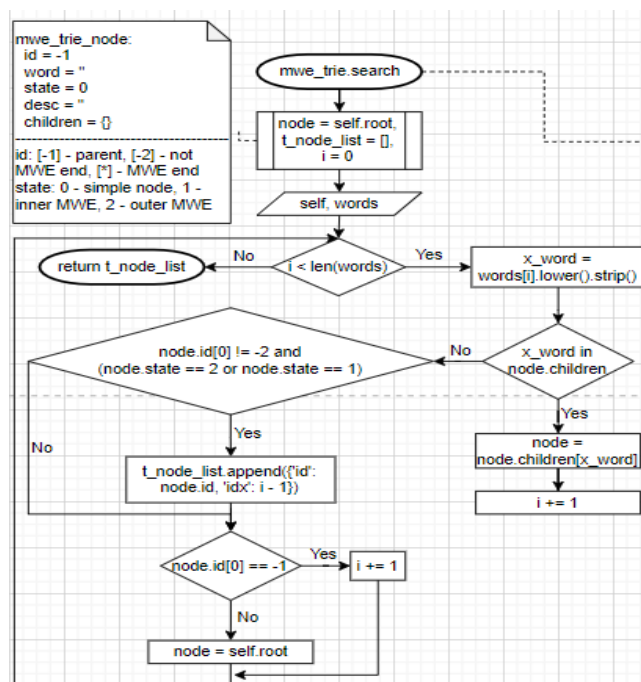 mwe_trie_node:
id = -1
word = ''
state = 0
desc = ''
children = {}
id: [-1] - parent, [-2] - not
MWE end, [*] - MWE end
state: 0 - simple node, 1 -
inner MWE, 2 - outer MWE
mwe_trie.search
node = self.root,
t_node_list = [],
i = 0
self, words
i < len(words)
No
Yes
return t_node_list
x_word =
words[i].lower().strip()
x_word in
node.children
No
Yes
node.id[0] != -2 and
(node.state == 2 or node.state == 1)
node =
node.children[x_word]
i += 1
No
Yes
t_node_list.append({'id':
node.id, 'idx': i - 1})
node.id[0] == -1
Yes
i += 1
No
node = self.root